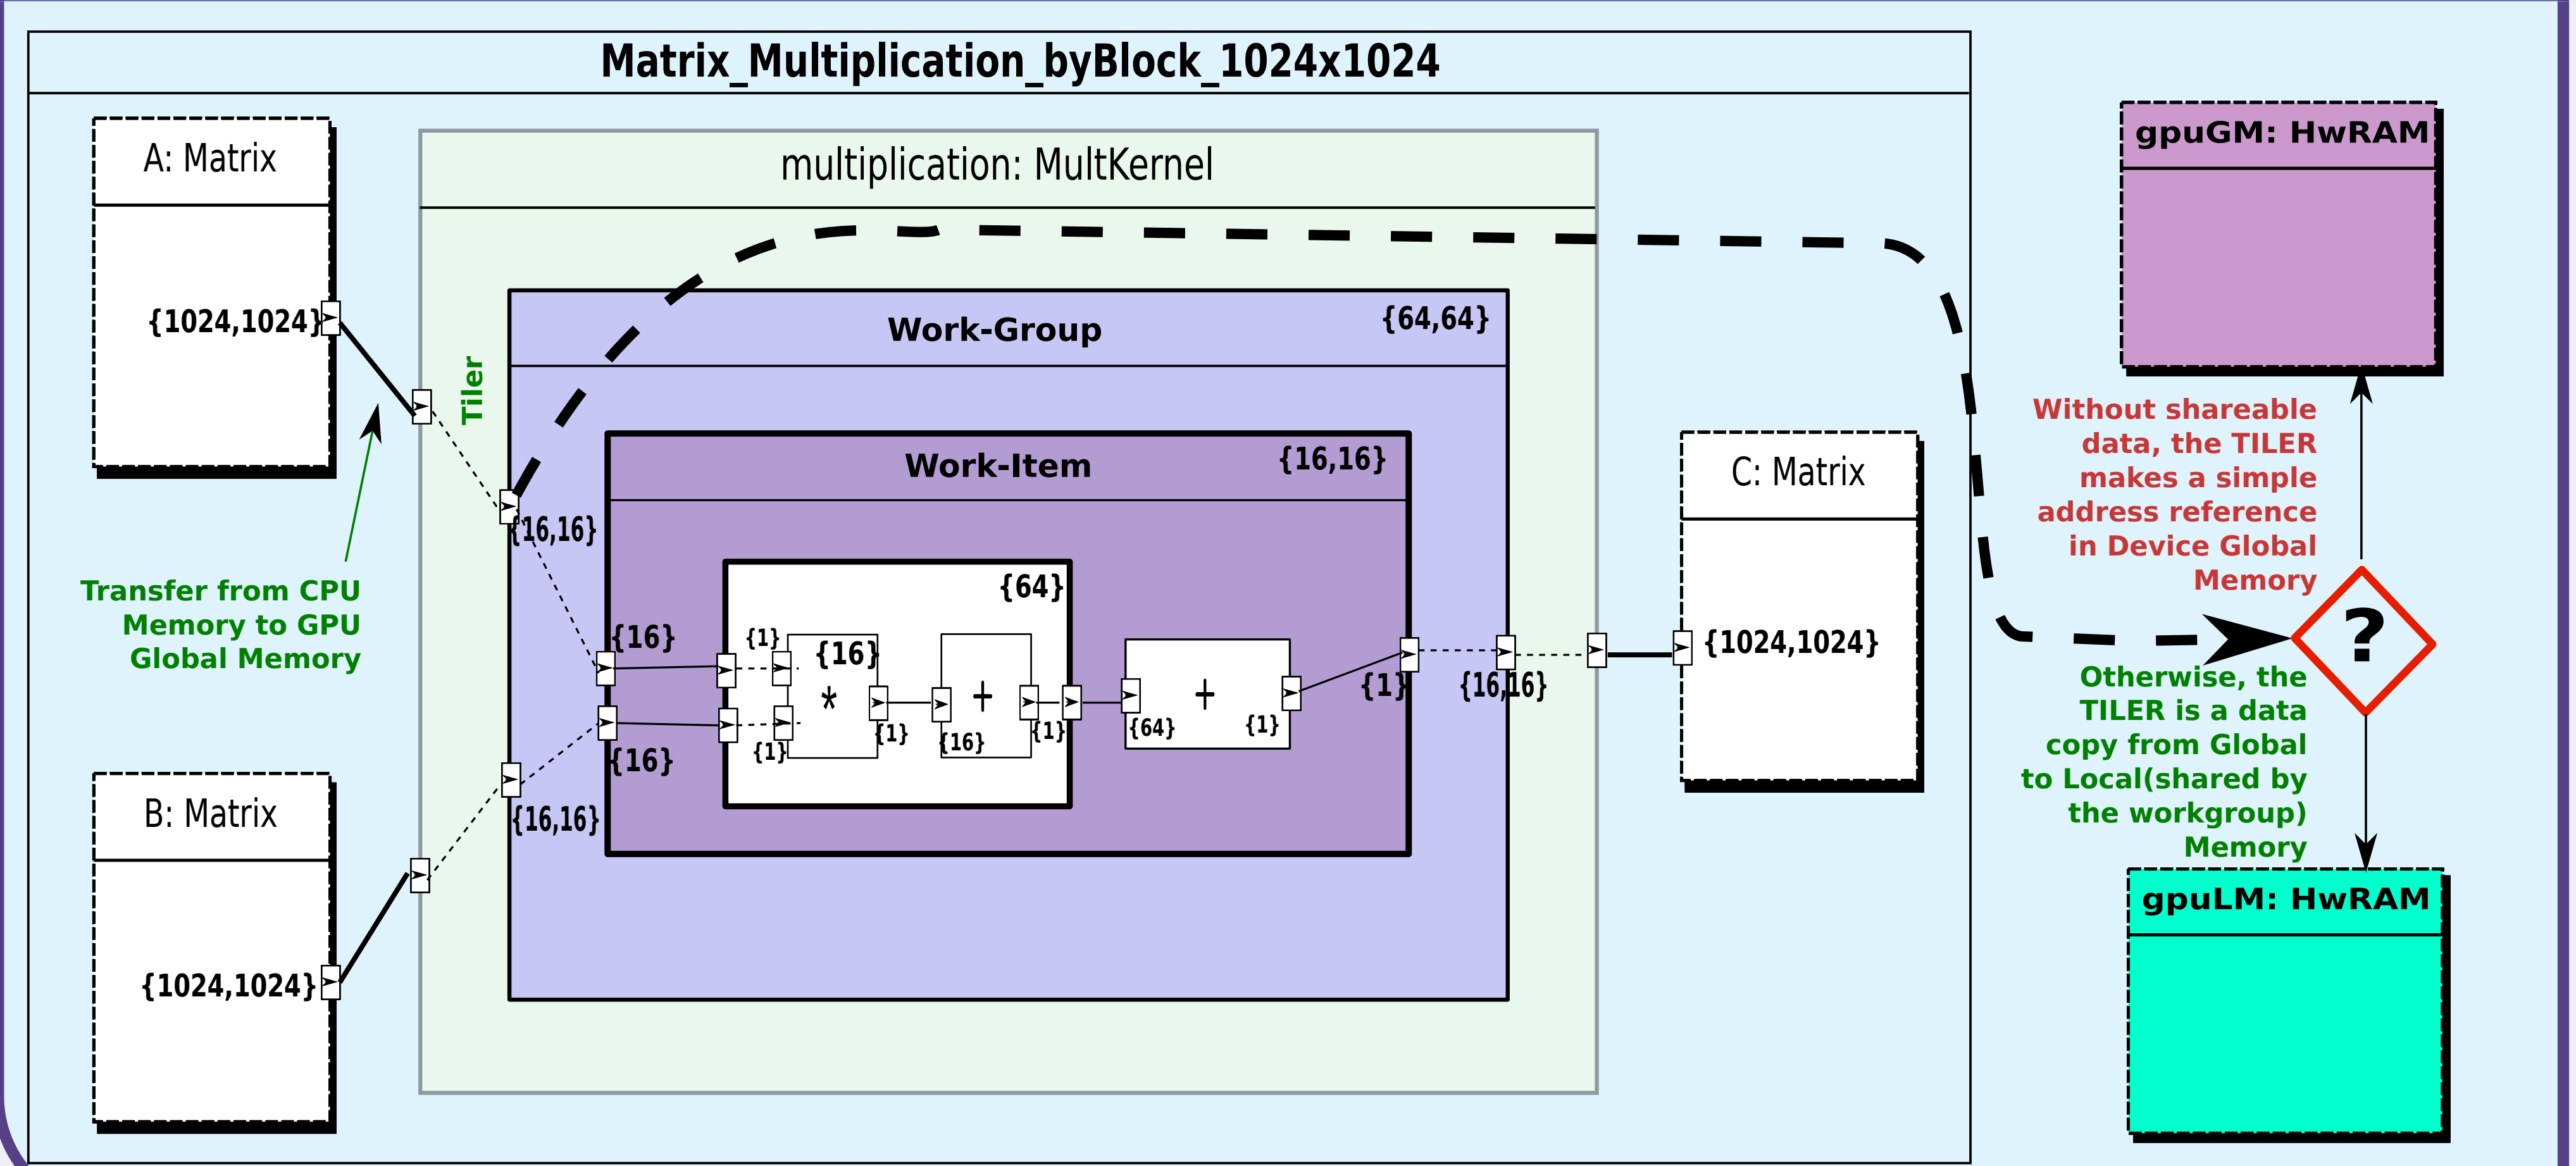 Matrix_Multiplication_byBlock_1024x1024
A: Matrix
{1024,1024}
Transfer from CPU
Memory to GPU
Global Memory
B: Matrix
{1024,1024}
multiplication: MultKernel
Tiler
Work-Group
{64,64}
{16,16}
{16,16}
Work-Item
{16,16}
{16}
{16}
{64}
{1}
{16}
*
{1}
{1}
+
{16}
{1}
+
{64}
{1}
{1}
{16,16}
C: Matrix
{1024,1024}
gpuGM: HwRAM
Without shareable
data, the TILER
makes a simple
address reference
in Device Global
Memory
?
Otherwise, the
TILER is a data
copy from Global
to Local(shared by
the workgroup)
Memory
gpuLM: HwRAM